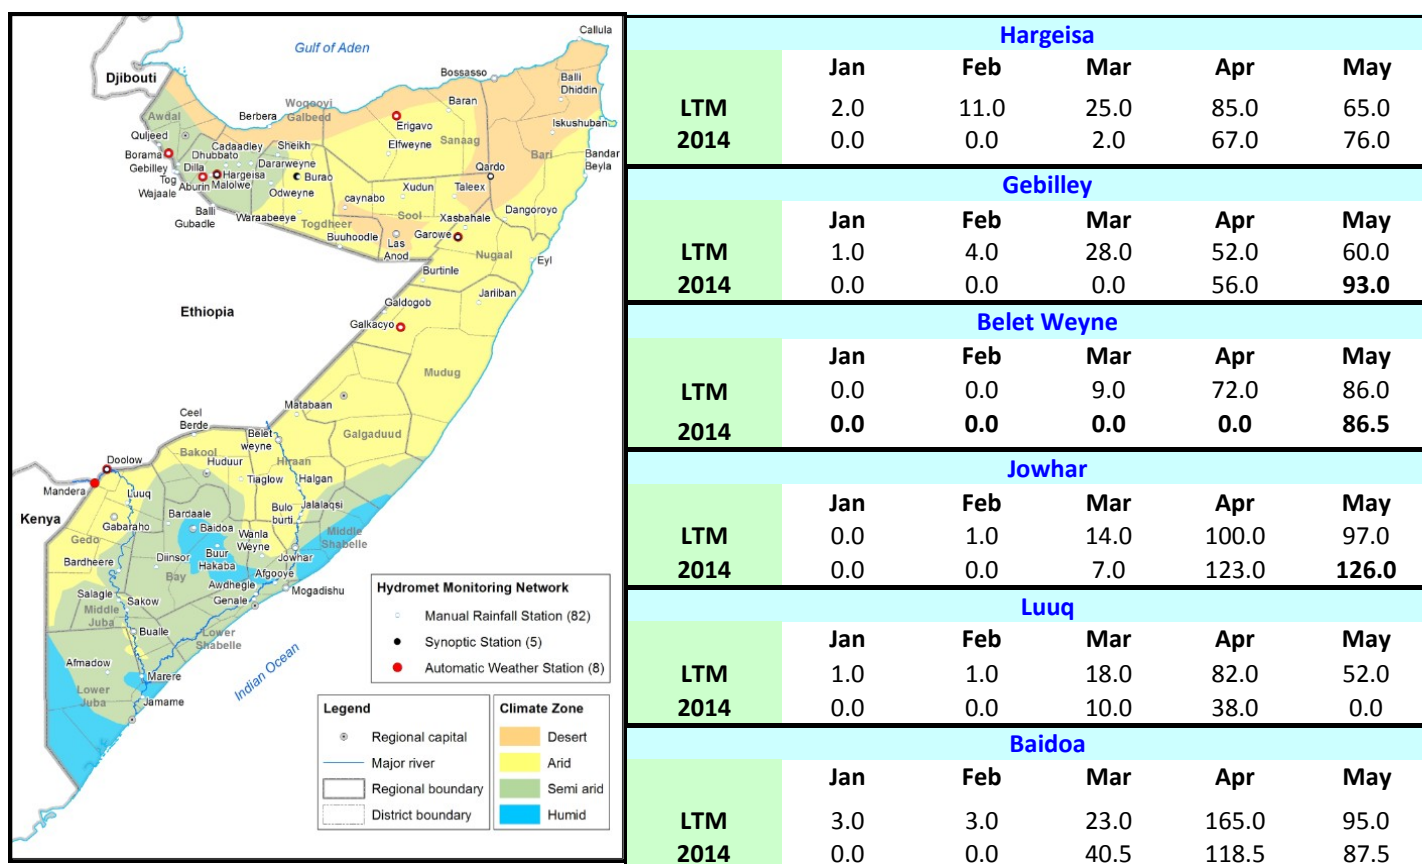 Callula
Gulf of Aden
Djibouti
Bossasso
Balli
Dhiddin
Baran
Woqooyi
Galbeed
Berbera
Awdal
Erigavo
Iskushuban
Quljeed
Cadaadley
Sheikh
Elfweyne
Sanaag
Bari
Borama
Dhubbato
Bandar
Beyla
Gebilley
Dilla
Hargeisa
Dararweyne
Qardo
Tog
Wajaale
Aburin
Malolwe
Burao
Odweyne
Xudun
Taleex
caynabo
Balli
Gubadle
Waraabeeye
Togdheer
Sool
Xasbahale
Dangoroyo
Buuhoodle
Las
Anod
Garowe
Nugaal
Eyl
Burtinle
Jariiban
Ethiopia
Galdogob
Galkacyo
Mudug
Matabaan
Ceel
Berde
Belet
weyne
Galgaduud
Bakool
Hiraan
Doolow
Huduur
Mandera
Tiaglow
Halgan
Luuq
Kenya
Bulo
burti
Jalalaqsi
Gabaraho
Bardaale
Baidoa
Wanla
Weyne
Middle
Shabelle
Gedo
Buur
Hakaba
Jowhar
Bardheere
Diinsor
Bay
Afgooye
Awdhegle
Mogadishu
Salagle
Sakow
Genale
Middle
Juba
Bualle
Lower
Shabelle
Afmadow
Marere
Indian Ocean
Lower
Juba
Jamame
Hydromet Monitoring Network
Manual Rainfall Station (82)
Synoptic Station (5)
Automatic Weather Station (8)
Legend
Regional capital
Major river
Regional boundary
District boundary
Climate Zone
Desert
Arid
Semi arid
Humid
Hargeisa
Jan Feb Mar Apr May
LTM 2.0 11.0 25.0 85.0 65.0
2014 0.0 0.0 2.0 67.0 76.0
Gebilley
Jan Feb Mar Apr May
LTM 1.0 4.0 28.0 52.0 60.0
2014 0.0 0.0 0.0 56.0 93.0
Belet Weyne
Jan Feb Mar Apr May
LTM 0.0 0.0 9.0 72.0 86.0
2014 0.0 0.0 0.0 0.0 86.5
Jowhar
Jan Feb Mar Apr May
LTM 0.0 1.0 14.0 100.0 97.0
2014 0.0 0.0 7.0 123.0 126.0
Luuq
Jan Feb Mar Apr May
LTM 1.0 1.0 18.0 82.0 52.0
2014 0.0 0.0 10.0 38.0 0.0
Baidoa
Jan Feb Mar Apr May
LTM 3.0 3.0 23.0 165.0 95.0
2014 0.0 0.0 40.5 118.5 87.5